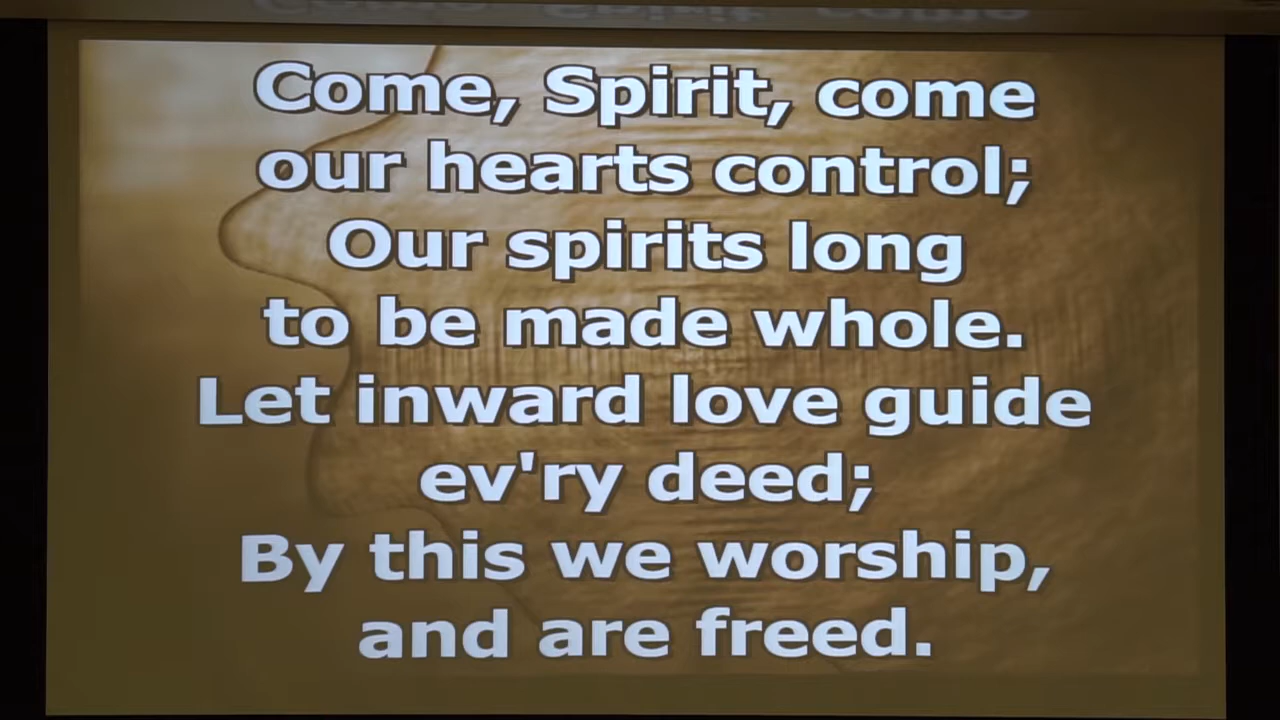 Come, Spirit, come
our hearts control;
Our spirits long
to be made whole.
Let inward love guide
ev'ry deed;
By this we worship,
and are freed.